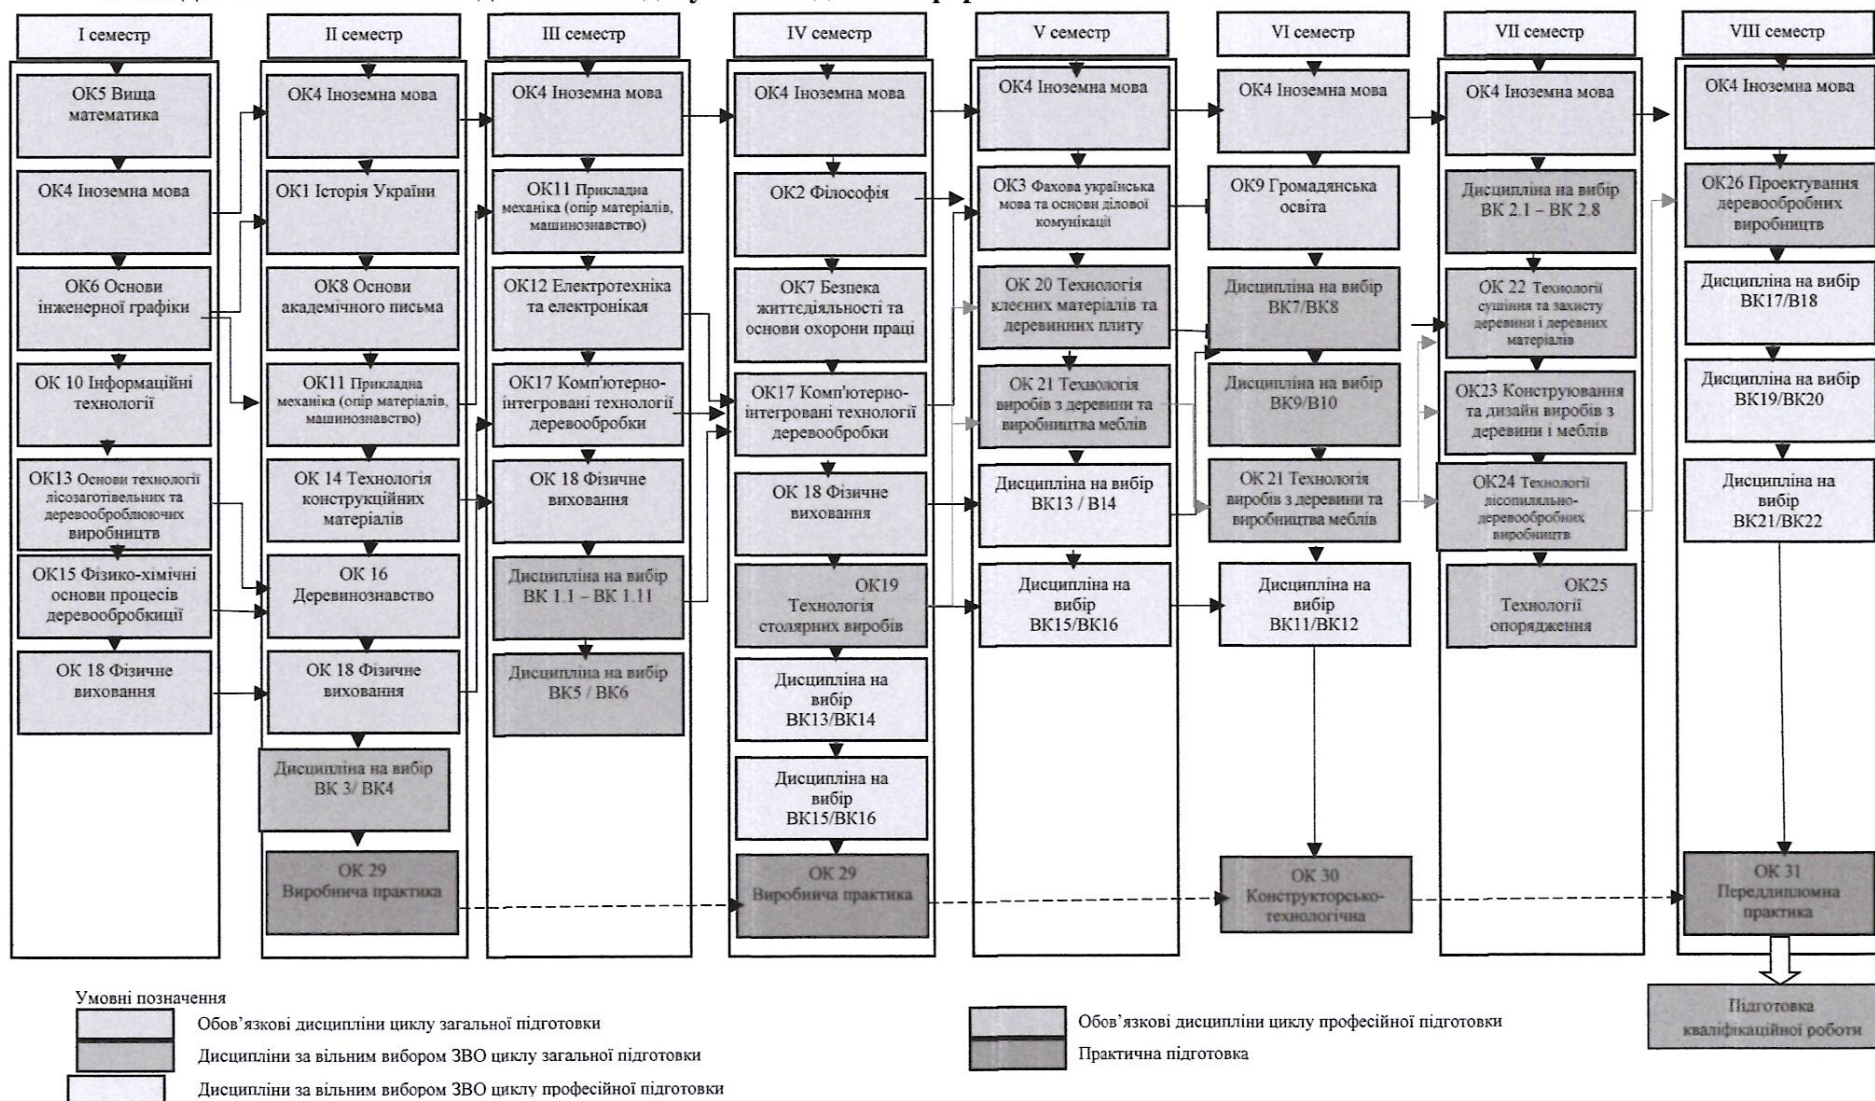 І семестр
ІІ семестр
ІІІ семестр
IV семестр
V семестр
VI семестр
VII семестр
VIII семестр
ОК5 Вища
математика
ОК4 Іноземна мова
ОК6 Основи
інженерної графіки
ОК 10 Інформаційні
технології
ОК13 Основи технології
лісозаготівельних та
деревооброблюючих
виробництв
ОК15 Фізико-хімічні
основи процесів
деревообробкиції
ОК 18 Фізичне
виховання
ОК4 Іноземна мова
ОК1 Історія України
ОК8 Основи
академічного письма
ОК11 Прикладна
механіка (опір матеріалів,
машинознавство)
ОК 14 Технологія
конструкційних
матеріалів
ОК 16
Деревинознавство
ОК 18 Фізичне
виховання
Дисципліна на вибір
ВК 3/ ВК4
ОК 29
Виробнича практика
ОК4 Іноземна мова
ОК11 Прикладна
механіка (опір матеріалів,
машинознавство)
ОК12 Електротехніка
та електронікая
ОК17 Комп'ютерно-
інтегровані технології
деревообробки
ОК 18 Фізичне
виховання
Дисципліна на вибір
ВК 1.1 – ВК 1.11
Дисципліна на вибір
ВК5 / ВК6
ОК4 Іноземна мова
ОК2 Філософія
ОК7 Безпека
життєдіяльності та
основи охорони праці
ОК17 Комп'ютерно-
інтегровані технології
деревообробки
ОК 18 Фізичне
виховання
ОК19
Технологія
столярних виробів
Дисципліна на
вибір
ВК13/ВК14
Дисципліна на
вибір
ВК15/ВК16
ОК 29
Виробнича практика
ОК4 Іноземна мова
ОК3 Фахова українська
мова та основи ділової
комунікації
ОК 20 Технологія
клеєних матеріалів та
деревинних плиту
ОК 21 Технологія
виробів з деревини та
виробництва меблів
Дисципліна на вибір
ВК13 / В14
Дисципліна на
вибір
ВК15/ВК16
ОК4 Іноземна мова
ОК9 Громадянська
освіта
Дисципліна на вибір
ВК7/ВК8
Дисципліна на вибір
ВК9/В10
ОК 21 Технологія
виробів з деревини та
виробництва меблів
Дисципліна на
вибір
ВК11/ВК12
ОК 30
Конструкторсько-
технологічна
ОК4 Іноземна мова
Дисципліна на вибір
ВК 2.1 – ВК 2.8
ОК 22 Технології
сушіння та захисту
деревини і деревних
матеріалів
ОК23 Конструювання
та дизайн виробів з
деревини і меблів
ОК24 Технології
лісопиляльно-
деревообробних
виробництв
ОК25
Технології
опорядження
ОК4 Іноземна мова
ОК26 Проектування
деревообробних
виробництв
Дисципліна на вибір
ВК17/В18
Дисципліна на вибір
ВК19/ВК20
Дисципліна на
вибір
ВК21/ВК22
ОК 31
Переддипломна
практика
Підготовка
кваліфікаційної роботи
Умовні позначення
Обов’язкові дисципліни циклу загальної підготовки
Дисципліни за вільним вибором ЗВО циклу загальної підготовки
Дисципліни за вільним вибором ЗВО циклу професійної підготовки
Обов’язкові дисципліни циклу професійної підготовки
Практична підготовка